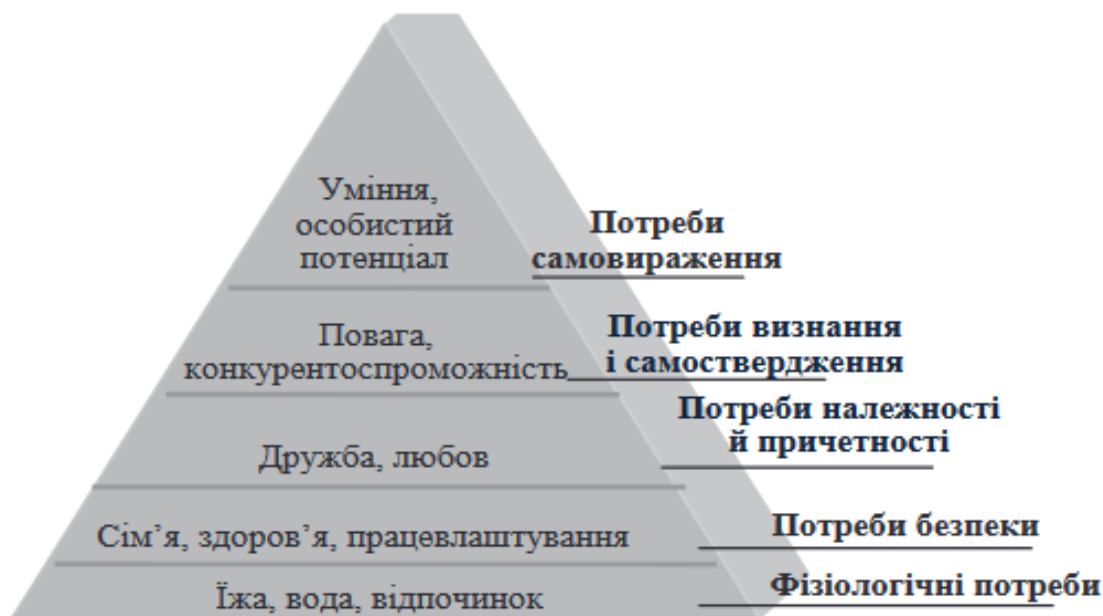 Уміння,
особистий
потенціал
Потреби
самовираження
Повага,
конкурентоспроможність
Потреби визнання
і самоствердження
Дружба, любов
Потреби належності
й причетності
Сім’я, здоров’я, працевлаштування
Потреби безпеки
Їжа, вода, відпочинок
Фізіологічні потреби